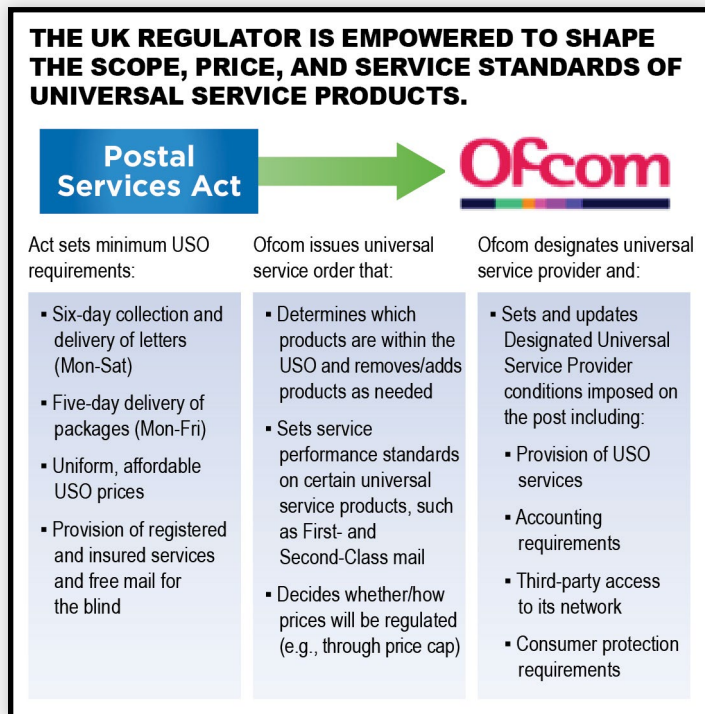 THE UK REGULATOR IS EMPOWERED TO SHAPE
THE SCOPE, PRICE, AND SERVICE STANDARDS OF
UNIVERSAL SERVICE PRODUCTS.
Postal
Services Act
Ofcom
Act sets minimum USO
requirements:
▪ Six-day collection and
delivery of letters
(Mon-Sat)
▪ Five-day delivery of
packages (Mon-Fri)
▪ Uniform, affordable
USO prices
▪ Provision of registered
and insured services
and free mail for
the blind
Ofcom issues universal
service order that:
▪ Determines which
products are within the
USO and removes/adds
products as needed
▪ Sets service
performance standards
on certain universal
service products, such
as First- and
Second-Class mail
▪ Decides whether/how
prices will be regulated
(e.g., through price cap)
Ofcom designates universal
service provider and:
▪ Sets and updates
Designated Universal
Service Provider
conditions imposed on
the post including:
▪ Provision of USO
services
▪ Accounting
requirements
▪ Third-party access
to its network
▪ Consumer protection
requirements